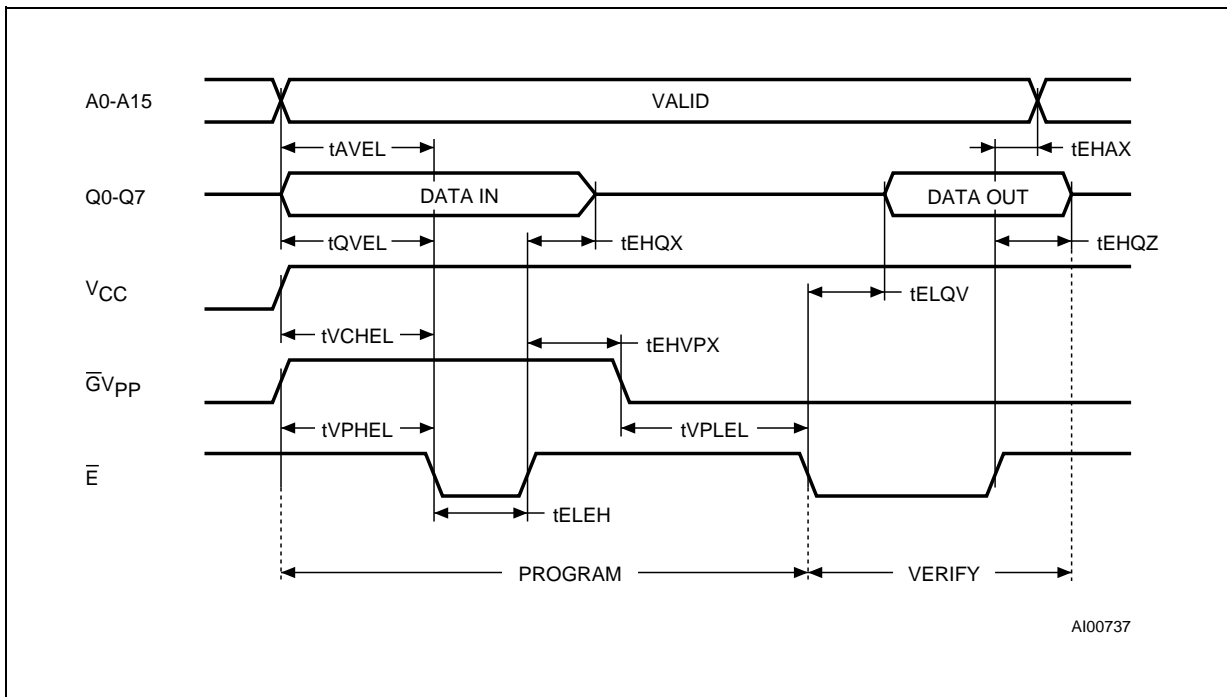 A0-A15
VALID
tAVEL
tEHAX
Q0-Q7
DATA IN
DATA OUT
tQVEL
tEHQX
tEHQZ
VCC
tELQV
tVCHEL
tEHVPX
G̅VPP
tVPHEL
tVPLEL
E̅
tELEH
PROGRAM
VERIFY
AI00737